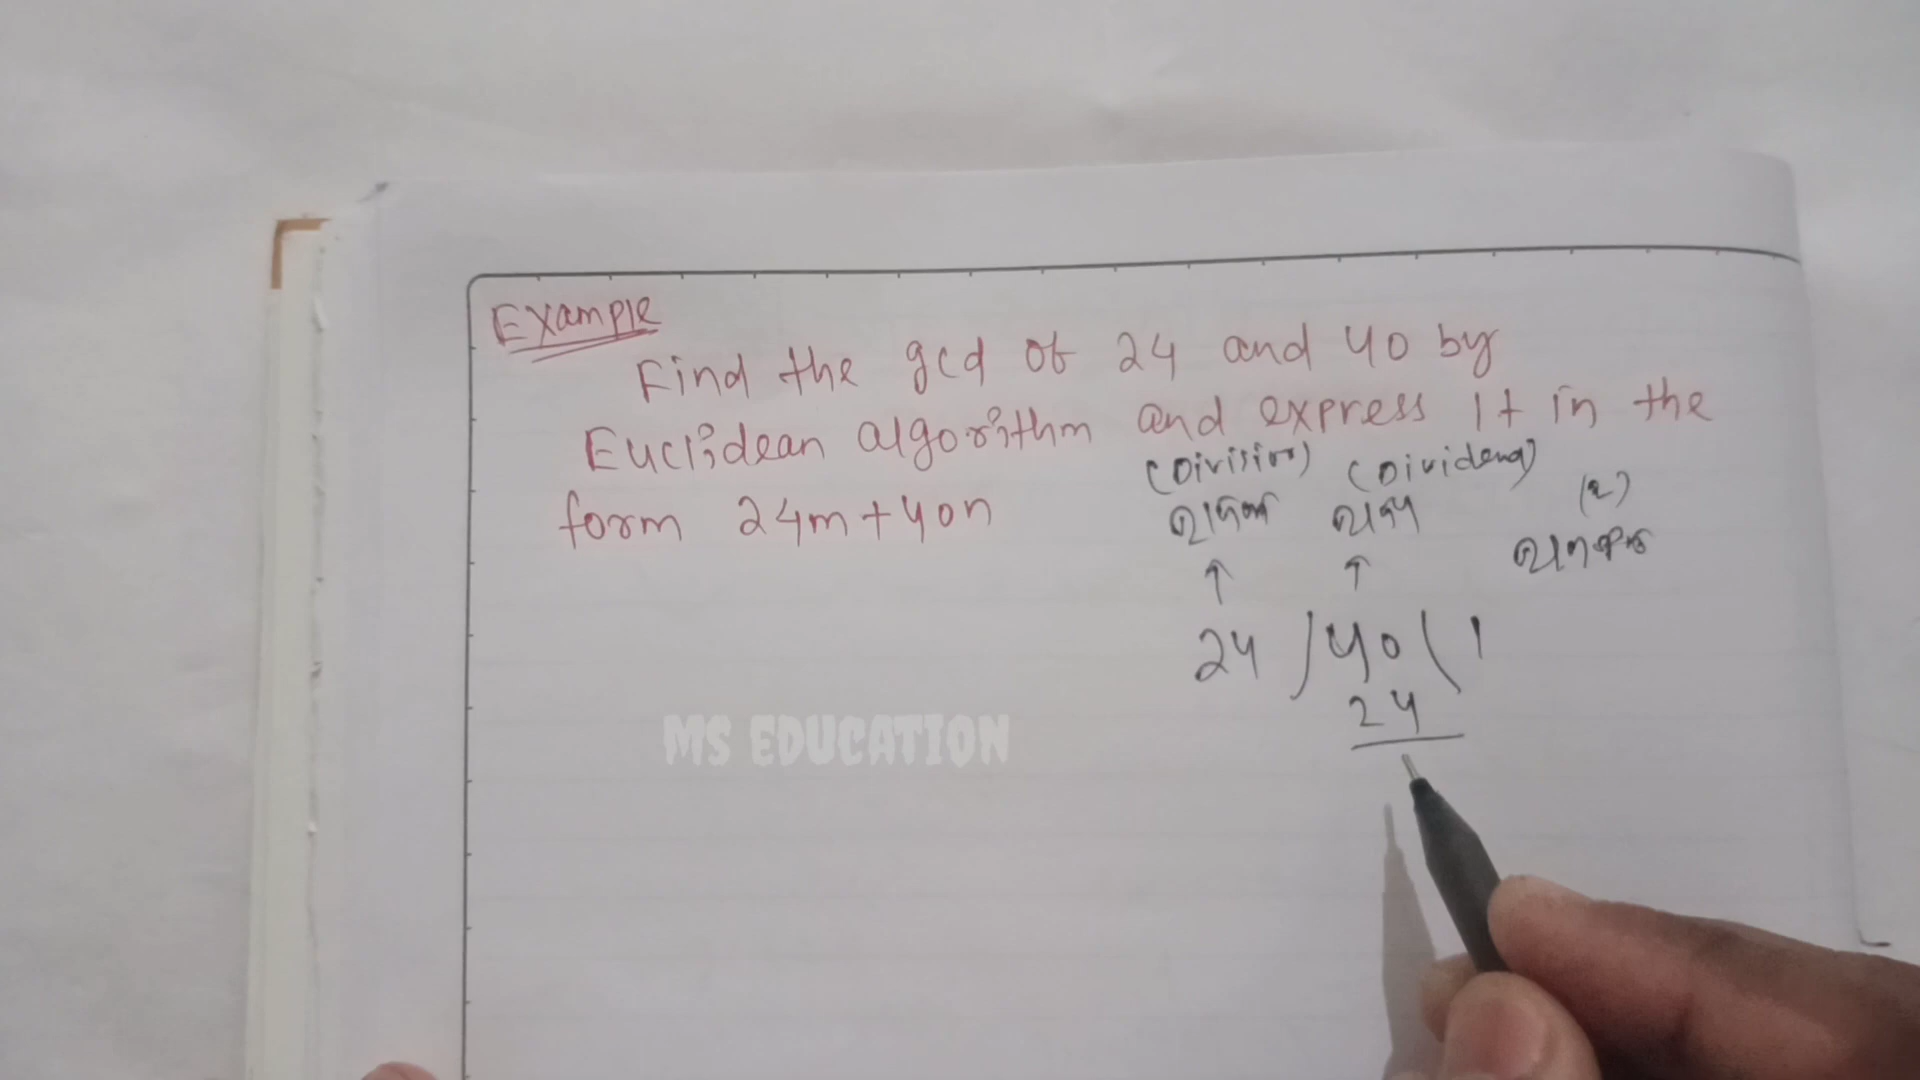 Example
Find the gcd of 24 and 40 by
Euclidean algorithm and express it in the
form 24m+40n
(Division) (Dividend)
ଭାଜକ ଭାଜ୍ୟ
↑ ↑
24 ) 40 ( 1
24
MS EDUCATION